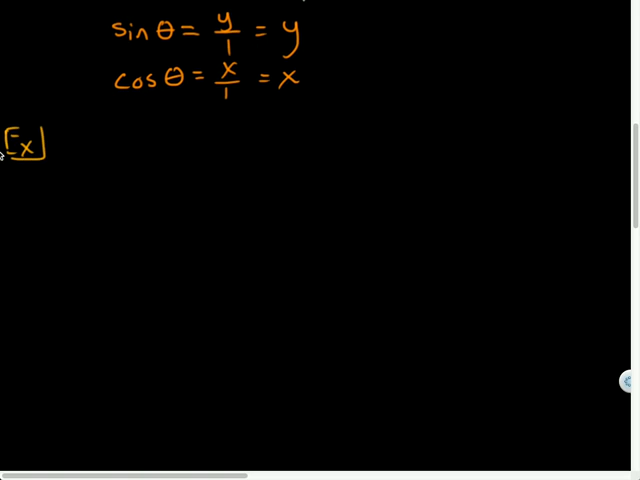 sin θ = y/1 = y
cos θ = x/1 = x
Ex